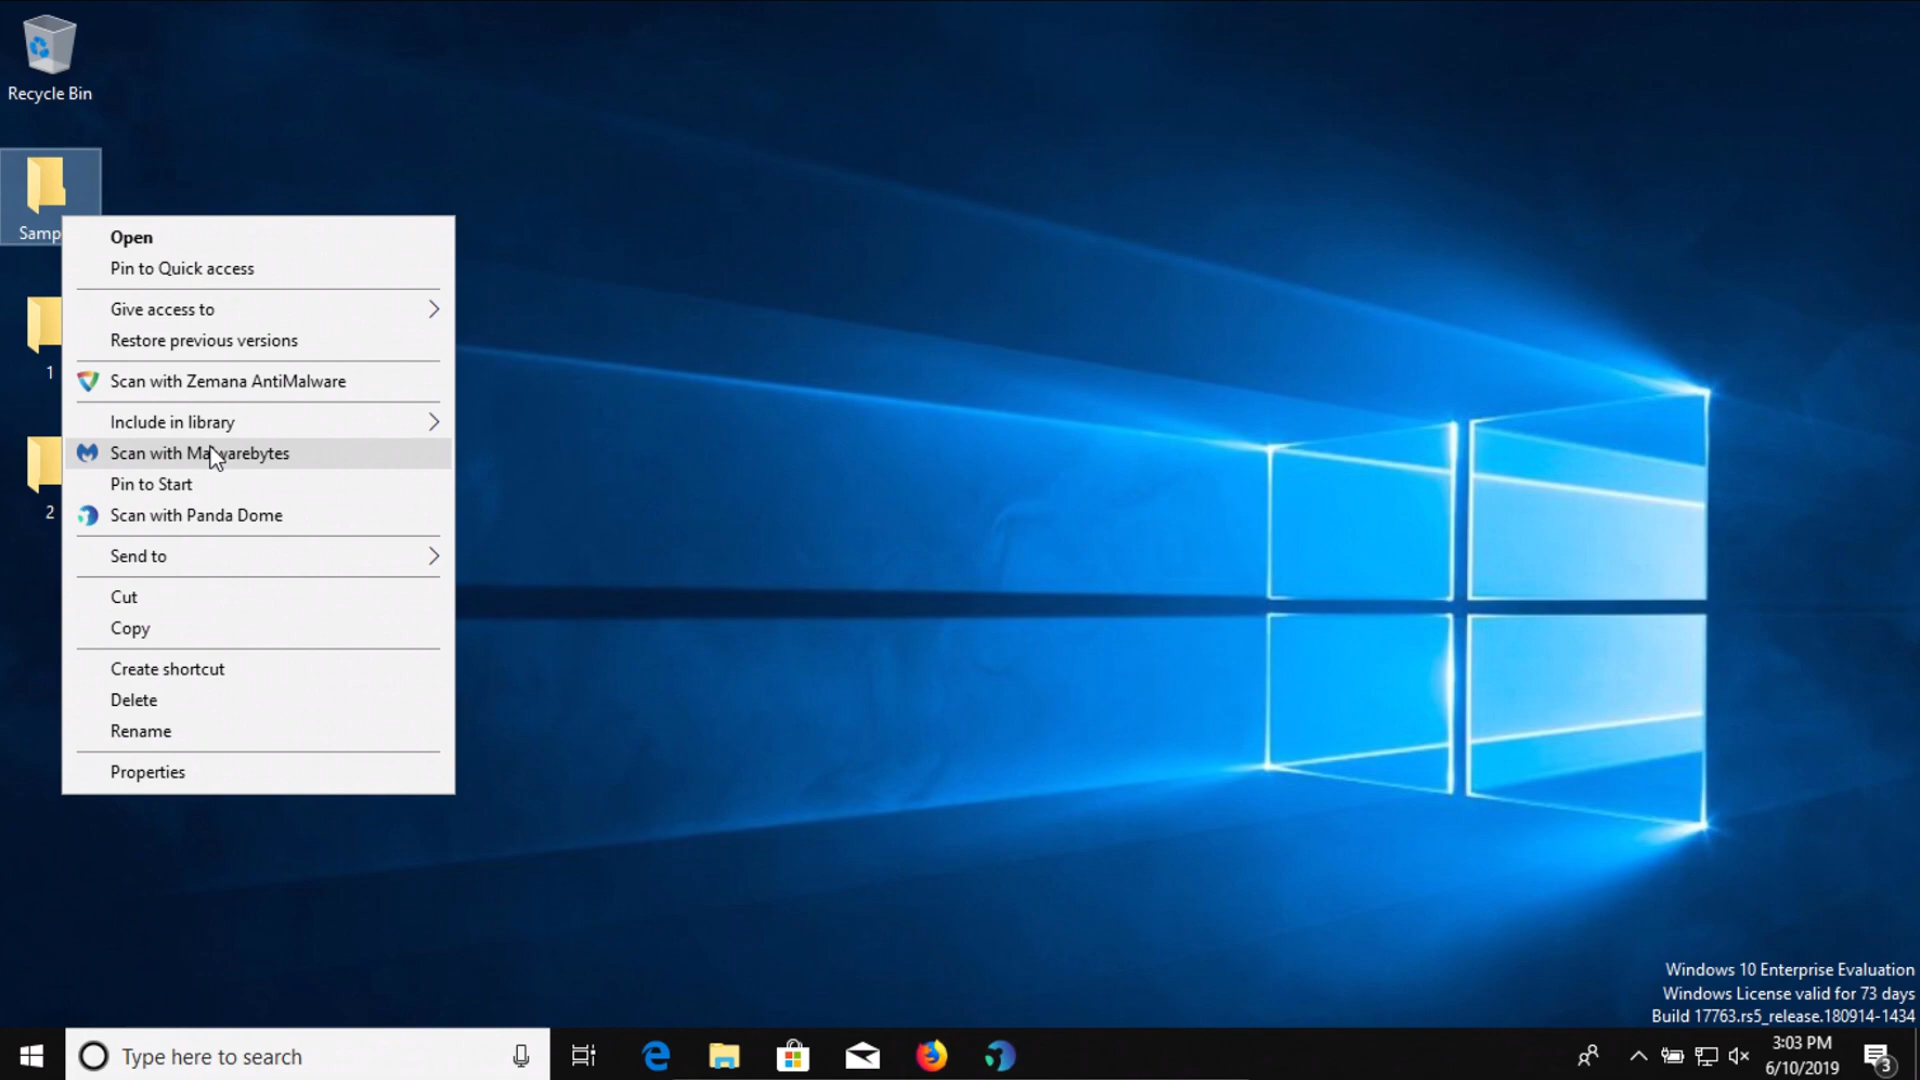 Recycle Bin
Samp
Open
Pin to Quick access
Give access to
Restore previous versions
Scan with Zemana AntiMalware
Include in library
Scan with Malwarebytes
Pin to Start
Scan with Panda Dome
Send to
Cut
Copy
Create shortcut
Delete
Rename
Properties
1
2
Windows 10 Enterprise Evaluation
Windows License valid for 73 days
Build 17763.rs5_release.180914-1434
Type here to search
3:03 PM
6/10/2019
3